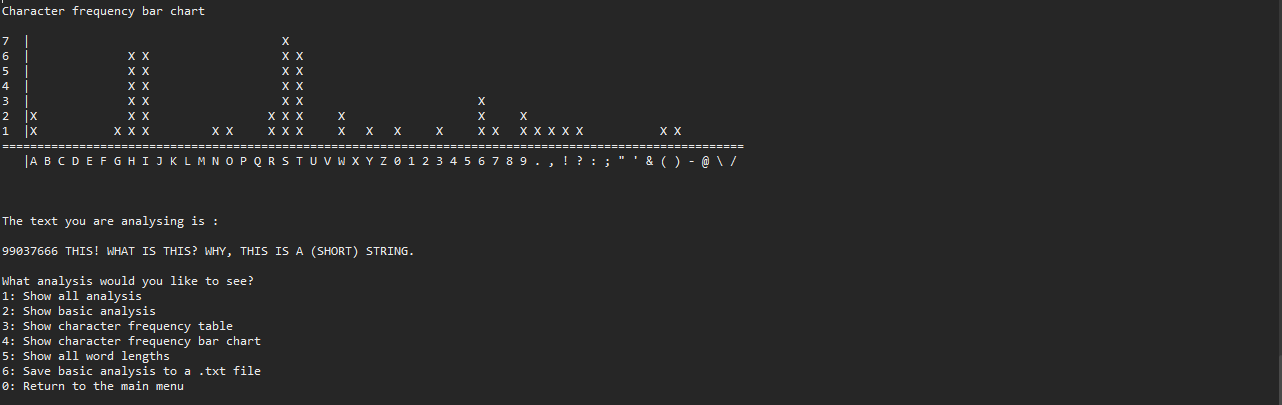 Character frequency bar chart
7  |                                    X
6  |              X X                   X X
5  |              X X                   X X
4  |              X X                   X X
3  |              X X                   X X                         X
2  |X             X X                 X X X     X                   X     X
1  |X           X X X         X X     X X X     X   X   X     X     X X   X X X X X           X X
==========================================================================================================
   |A B C D E F G H I J K L M N O P Q R S T U V W X Y Z 0 1 2 3 4 5 6 7 8 9 . , ! ? : ; " ' & ( ) - @ \ /
The text you are analysing is :
99037666 THIS! WHAT IS THIS? WHY, THIS IS A (SHORT) STRING.
What analysis would you like to see?
1: Show all analysis
2: Show basic analysis
3: Show character frequency table
4: Show character frequency bar chart
5: Show all word lengths
6: Save basic analysis to a .txt file
0: Return to the main menu